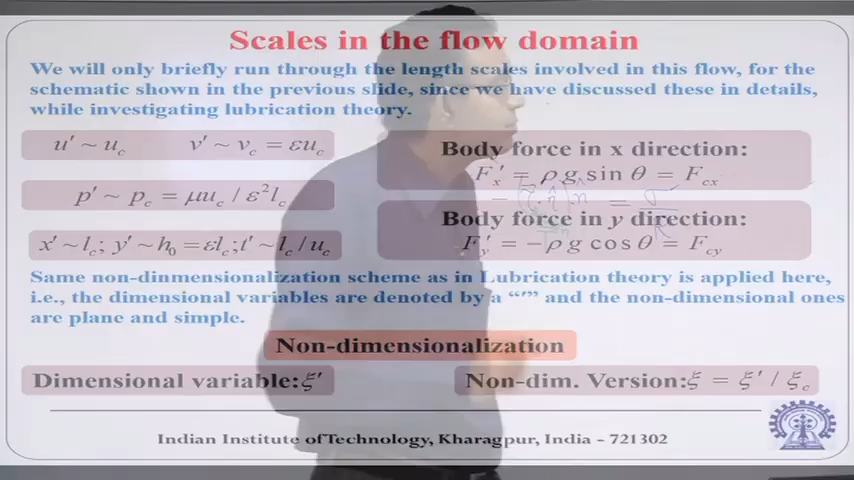 Scales in the flow domain
We will only briefly run through the length scales involved in this flow, for the
schematic shown in the previous slide, since we have discussed these in details,
while investigating lubrication theory.
u′ ~ u_c    v′ ~ v_c = εu_c
p′ ~ p_c = μu_c / ε²l_c
x′ ~ l_c; y′ ~ h₀ = εl_c; t′ ~ l_c / u_c
Body force in x direction:
F_x′ = ρ g sin θ = F_cx
Body force in y direction:
F_y′ = −ρ g cos θ = F_cy
Same non-dinmensionalization scheme as in Lubrication theory is applied here,
i.e., the dimensional variables are denoted by a “′” and the non-dimensional ones
are plane and simple.
Non-dimensionalization
Dimensional variable: ξ′
Non-dim. Version: ξ = ξ′ / ξ_c
Indian Institute of Technology, Kharagpur, India - 721302